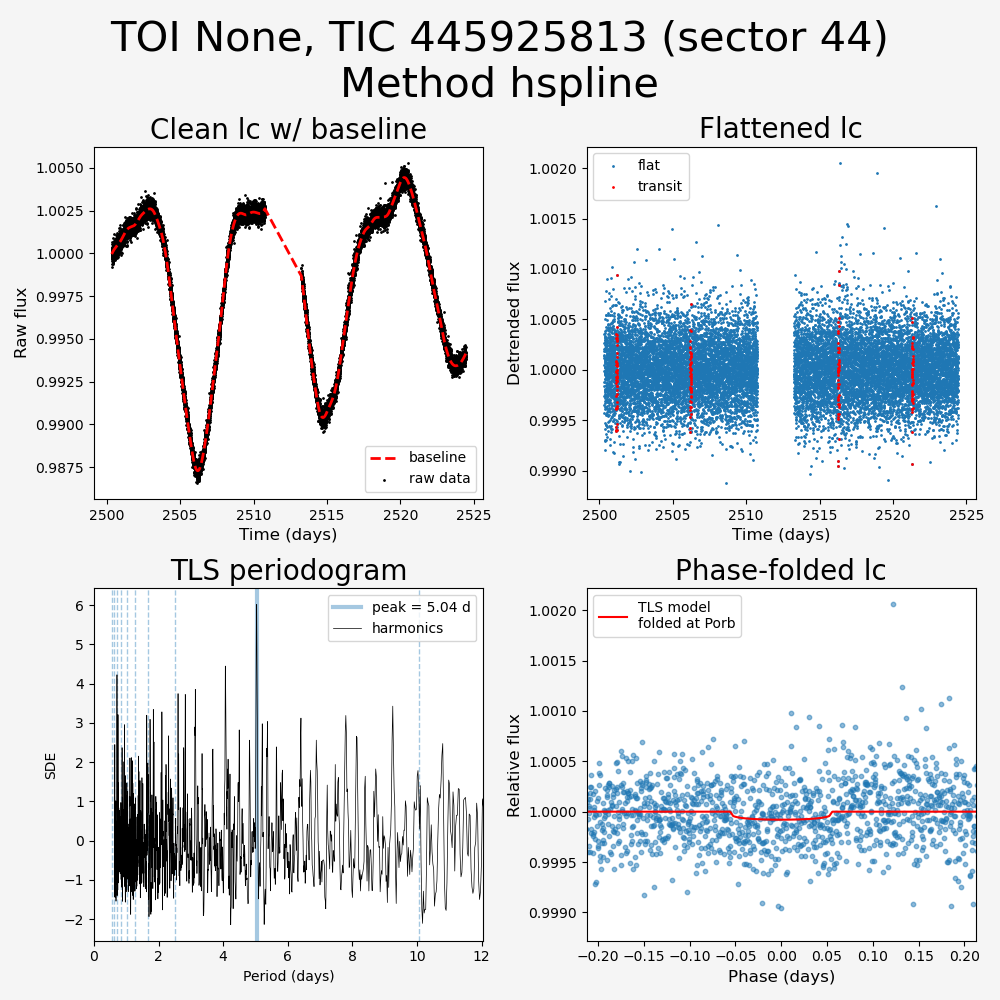 TOI None, TIC 445925813 (sector 44)
Method hspline
Clean lc w/ baseline
Raw flux
1.0050
1.0025
1.0000
0.9975
0.9950
0.9925
0.9900
0.9875
baseline
raw data
2500
2505
2510
2515
2520
2525
Time (days)
Flattened lc
Detrended flux
1.0020
1.0015
1.0010
1.0005
1.0000
0.9995
0.9990
flat
transit
2500
2505
2510
2515
2520
2525
Time (days)
TLS periodogram
SDE
6
5
4
3
2
1
0
−1
−2
peak = 5.04 d
harmonics
0
2
4
6
8
10
12
Period (days)
Phase-folded lc
Relative flux
1.0020
1.0015
1.0010
1.0005
1.0000
0.9995
0.9990
TLS model
folded at Porb
−0.20
−0.15
−0.10
−0.05
0.00
0.05
0.10
0.15
0.20
Phase (days)